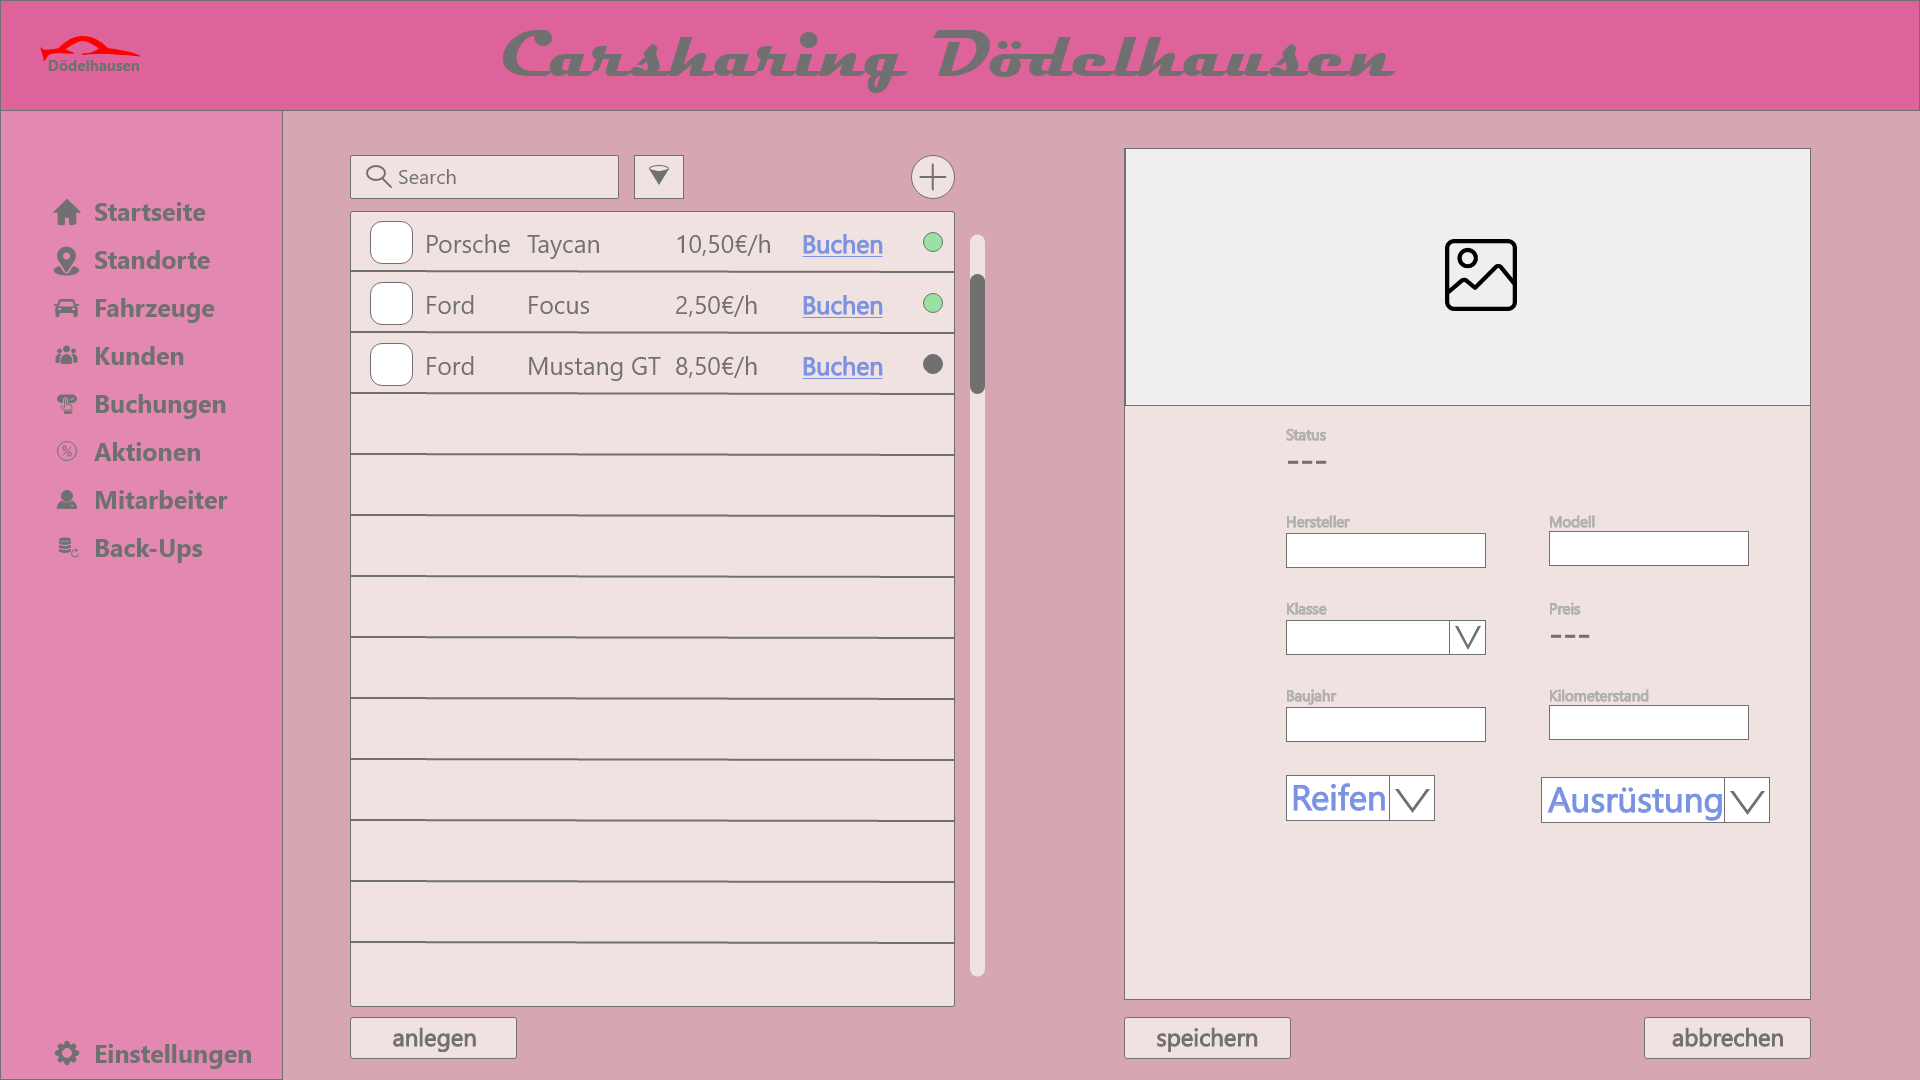 Dödelhausen
Carsharing Dödelhausen
Startseite
Standorte
Fahrzeuge
Kunden
Buchungen
Aktionen
Mitarbeiter
Back-Ups
Einstellungen
Search
Porsche Taycan 10,50€/h Buchen
Ford Focus 2,50€/h Buchen
Ford Mustang GT 8,50€/h Buchen
anlegen
Status
---
Hersteller Modell
Klasse Preis
---
Baujahr Kilometerstand
Reifen Ausrüstung
speichern abbrechen